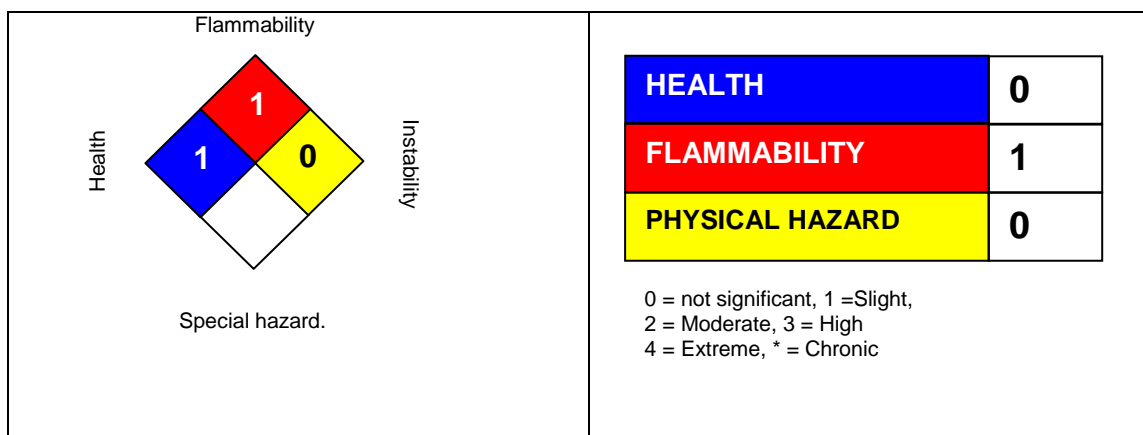 Flammability
1
Health
1
0
Instability
Special hazard.
HEALTH 0
FLAMMABILITY 1
PHYSICAL HAZARD 0
0 = not significant, 1 =Slight,
2 = Moderate, 3 = High
4 = Extreme, * = Chronic